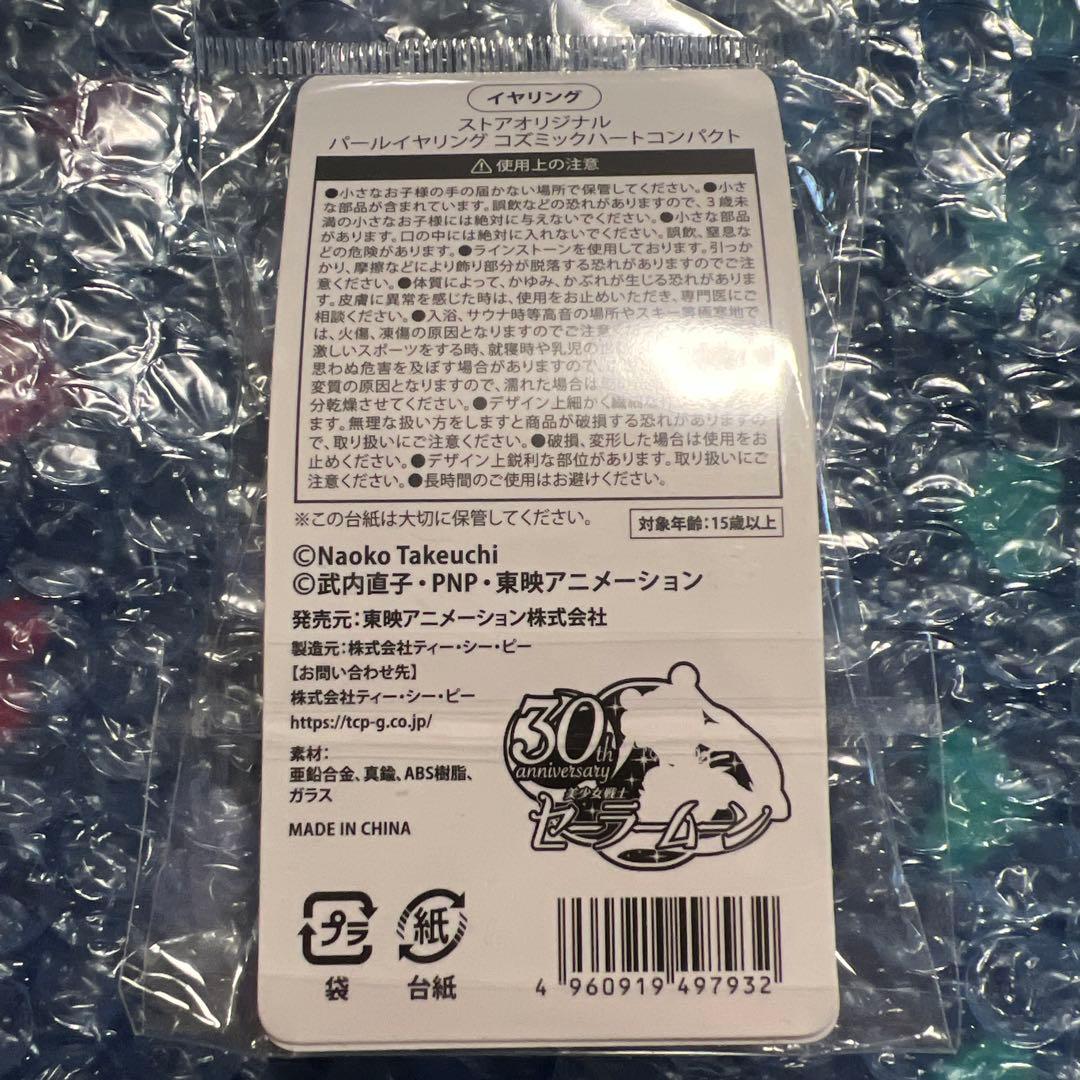 イヤリング
ストアオリジナル
パールイヤリング コズミックハートコンパクト
使用上の注意
●小さなお子様の手の届かない場所で保管してください。●小さ
な部品が含まれています。誤飲などの恐れがありますので、3歳未
満の小さなお子様には絶対に与えないでください。●小さな部品
があります。口の中には絶対に入れないでください。誤飲、窒息な
どの危険があります。●ラインストーンを使用しております。引っか
かり、摩擦などにより飾り部分が脱落する恐れがありますのでご注
意ください。●体質によって、かゆみ、かぶれが生じる恐れがありま
す。皮膚に異常を感じた時は、使用をお止めいただき、専門医にご
相談ください。●入浴、サウナ時等高音の場所やスキー等極寒地で
は、火傷、凍傷の原因となりますのでご注意
激しいスポーツをする時、就寝時や乳児の
思わぬ危害を及ぼす場合がありますので、
変質の原因となりますので、濡れた場合は
分乾燥させてください。●デザイン上細かく繊細な
ます。無理な扱い方をしますと商品が破損する恐れがありますの
で、取り扱いにご注意ください。●破損、変形した場合は使用をお
止めください。●デザイン上鋭利な部位があります。取り扱いにご
注意ください。●長時間のご使用はお避けください。
※この台紙は大切に保管してください。
対象年齢:15歳以上
©Naoko Takeuchi
©武内直子・PNP・東映アニメーション
発売元:東映アニメーション株式会社
製造元:株式会社ティー・シー・ピー
【お問い合わせ先】
株式会社ティー・シー・ピー
https://tcp-g.co.jp/
素材:
亜鉛合金、真鍮、ABS樹脂、
ガラス
MADE IN CHINA
30th
anniversary
美少女戦士
セーラームーン
プラ
袋
紙
台紙
4 960919 497932